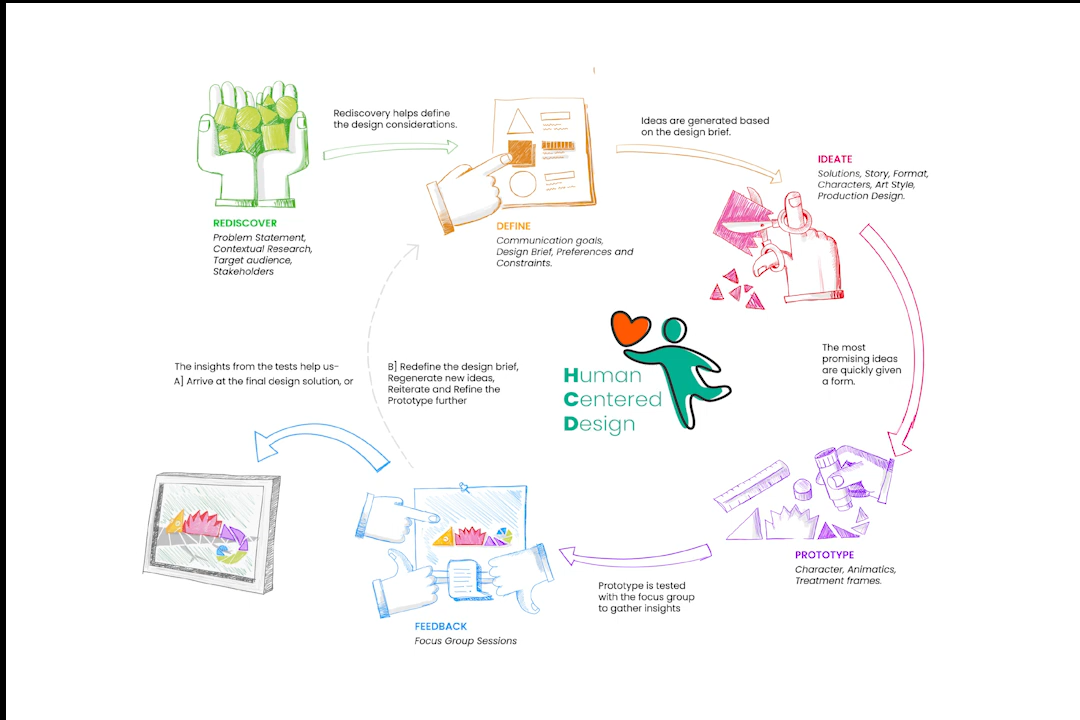 Rediscovery helps define
the design considerations.
Ideas are generated based
on the design brief.
REDISCOVER
Problem Statement,
Contextual Research,
Target audience,
Stakeholders
DEFINE
Communication goals,
Design Brief, Preferences and
Constraints.
IDEATE
Solutions, Story, Format,
Characters, Art Style,
Production Design.
The most
promising ideas
are quickly given
a form.
Human
Centered
Design
The insights from the tests help us-
A] Arrive at the final design solution, or
B] Redefine the design brief,
Regenerate new ideas,
Reiterate and Refine the
Prototype further
PROTOTYPE
Character, Animatics,
Treatment frames.
Prototype is tested
with the focus group
to gather insights
FEEDBACK
Focus Group Sessions